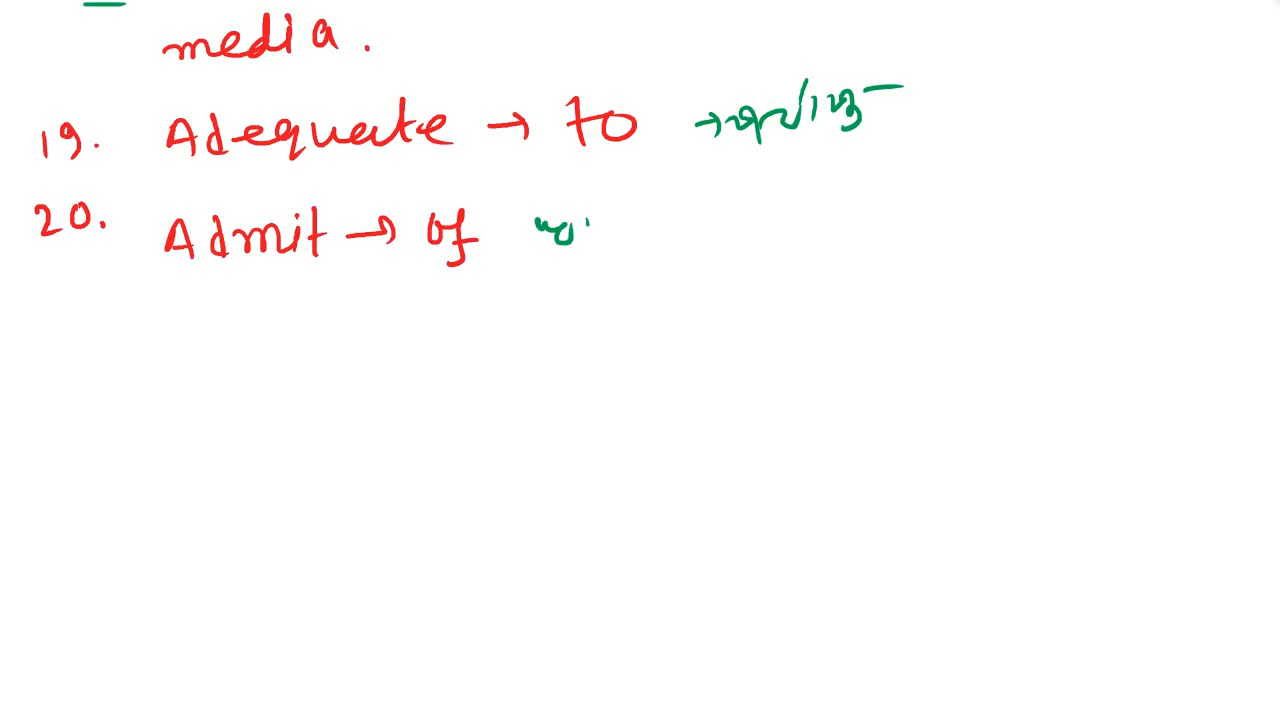 media.
19. Adequate → to →
20. Admit → of